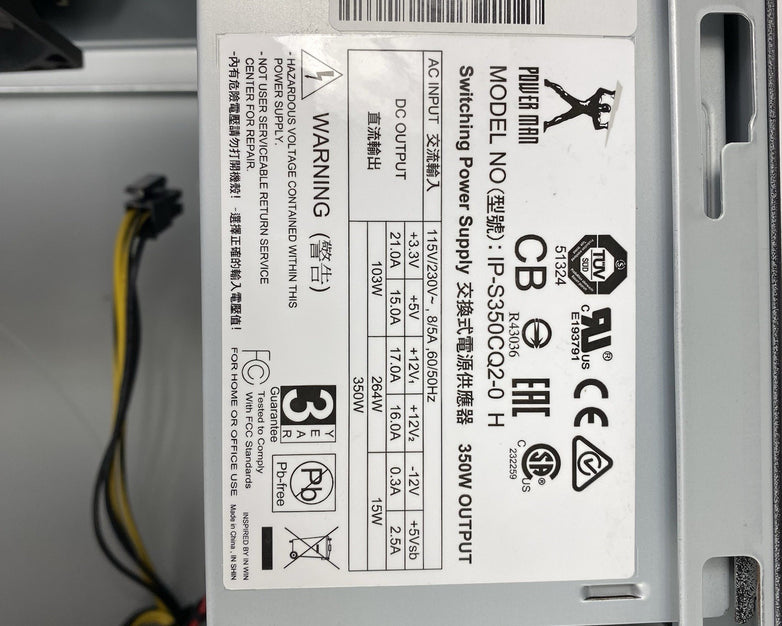 POWER MAN
MODEL NO(型號): IP-S350CQ2-0 H
Switching Power Supply 交換式電源供應器 350W OUTPUT
TÜV
SÜD
51324
c UL US
®
E193791
CE
CB
R43036
EAC
SA
®
C US
232259
AC INPUT 交流輸入 115V/230V~, 8/5A ,60/50Hz
DC OUTPUT
直流輸出
+3.3V +5V +12V₁ +12V₂ -12V +5Vsb
21.0A 15.0A 17.0A 16.0A 0.3A 2.5A
103W 264W 15W
350W
WARNING (警告)
- HAZARDOUS VOLTAGE CONTAINED WITHIN THIS
POWER SUPPLY.
- NOT USER SERVICEABLE RETURN SERVICE
CENTER FOR REPAIR.
-內有危險電壓請勿打開機殼! -選擇正確的輸入電壓值!
3 YEAR
Guarantee
Pb
Pb-free
FC
Tested to Comply
With FCC Standards
FOR HOME OR OFFICE USE
INSPIRED BY IN WIN
Made in China , IN SHIN